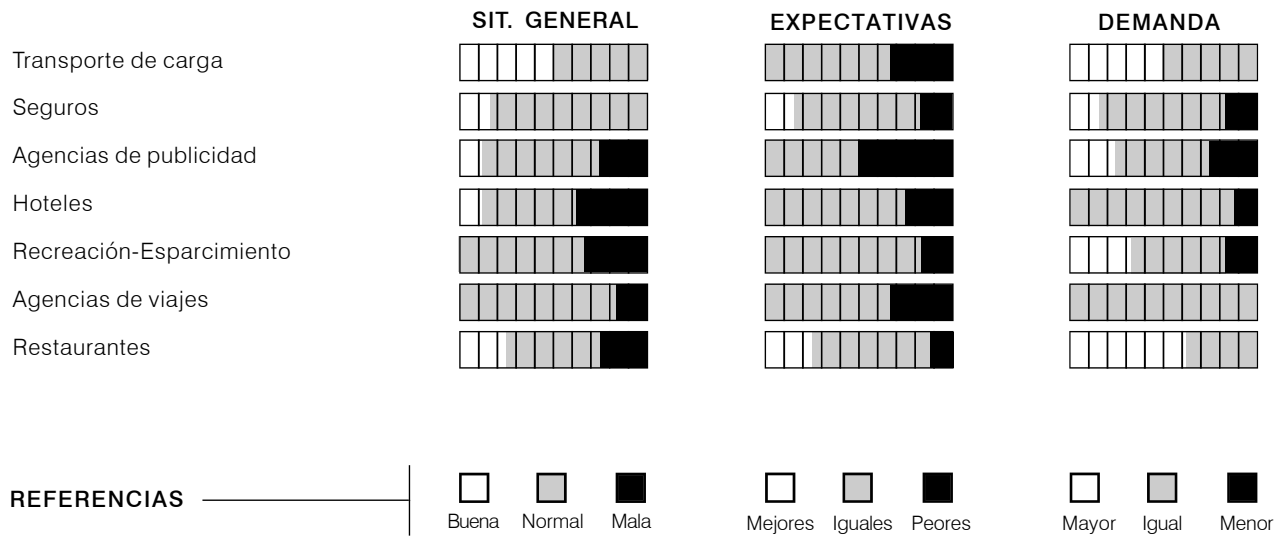 SIT. GENERAL EXPECTATIVAS DEMANDA
Transporte de carga
Seguros
Agencias de publicidad
Hoteles
Recreación-Esparcimiento
Agencias de viajes
Restaurantes
REFERENCIAS
Buena Normal Mala Mejores Iguales Peores Mayor Igual Menor